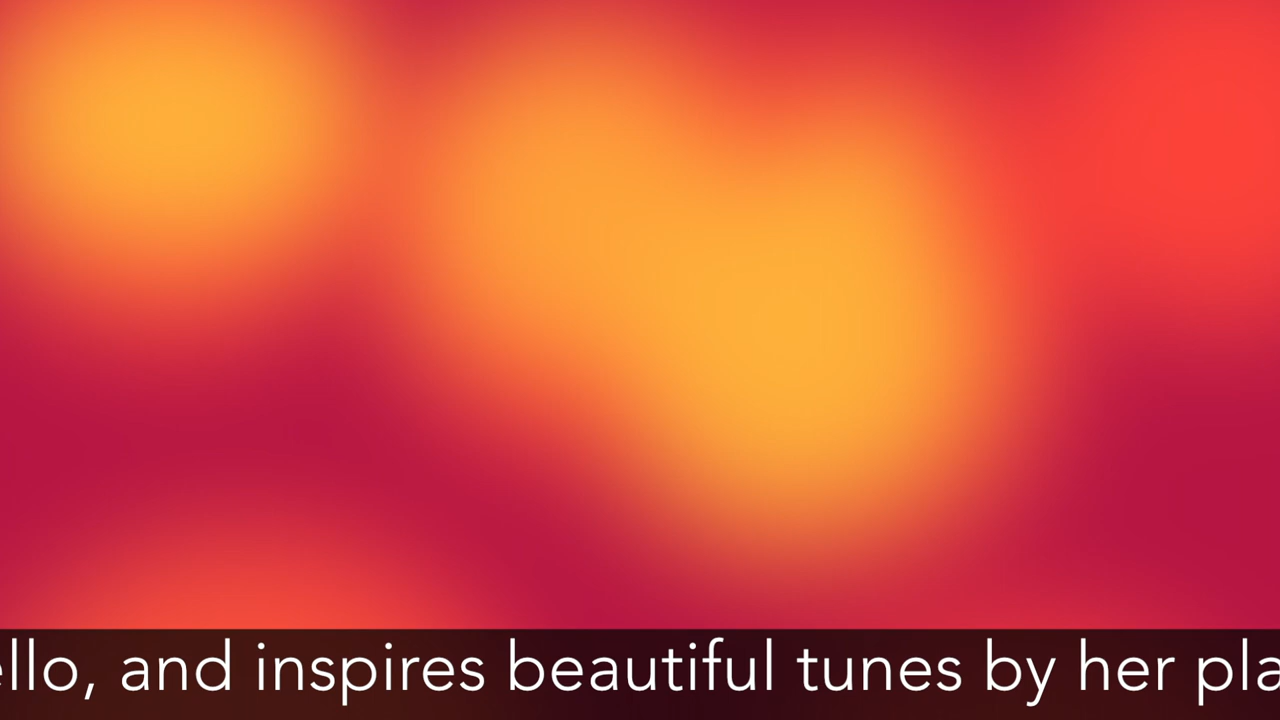 ello, and inspires beautiful tunes by her pla